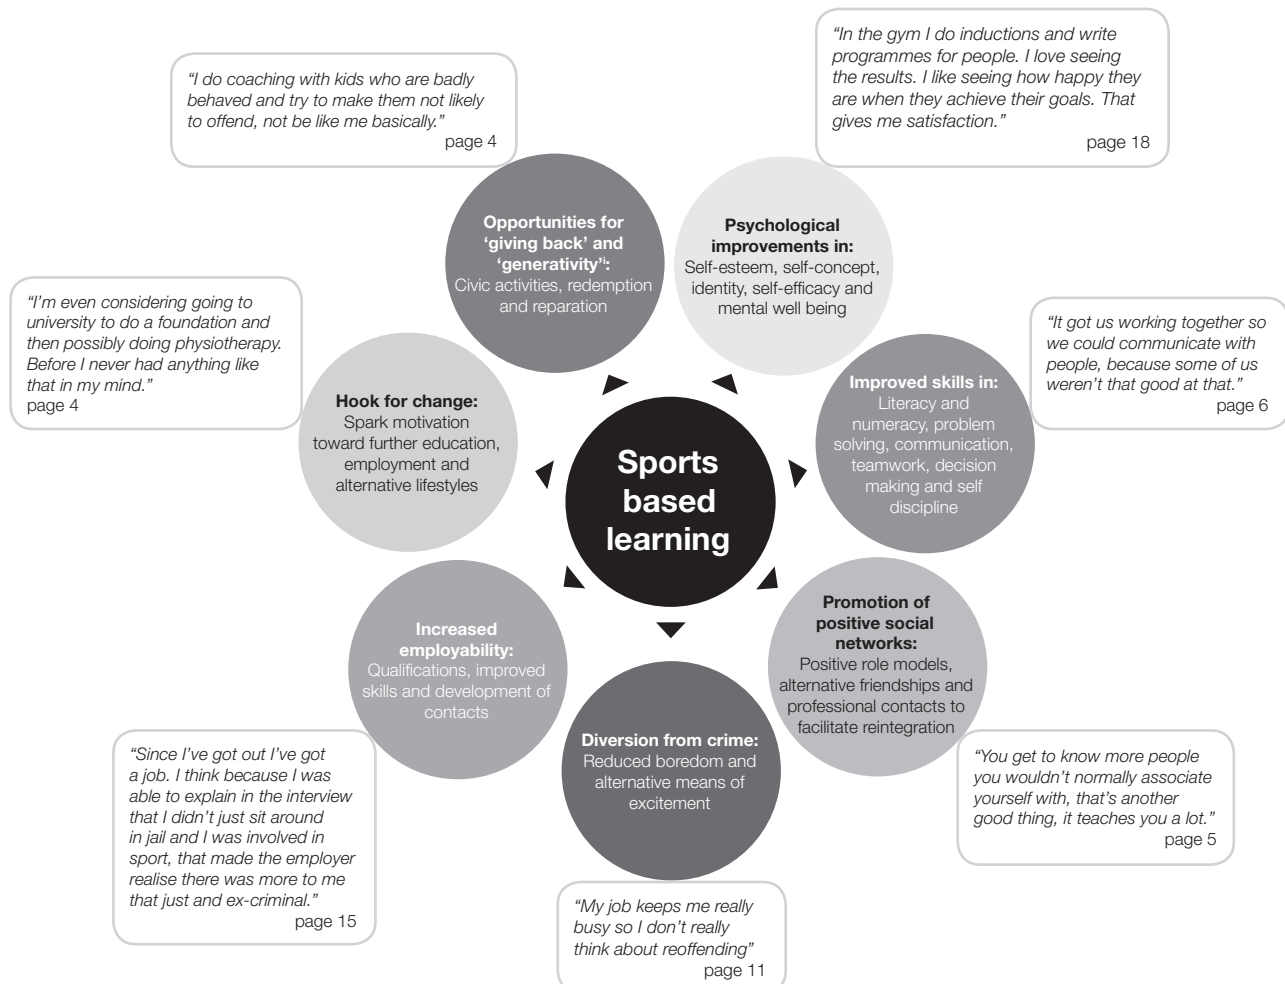 “I do coaching with kids who are badly
behaved and try to make them not likely
to offend, not be like me basically.”
page 4
“In the gym I do inductions and write
programmes for people. I love seeing
the results. I like seeing how happy they
are when they achieve their goals. That
gives me satisfaction.”
page 18
Opportunities for
‘giving back’ and
‘generativity’ⁱ:
Civic activities, redemption
and reparation
Psychological
improvements in:
Self-esteem, self-concept,
identity, self-efficacy and
mental well being
“I’m even considering going to
university to do a foundation and
then possibly doing physiotherapy.
Before I never had anything like
that in my mind.”
page 4
“It got us working together so
we could communicate with
people, because some of us
weren’t that good at that.”
page 6
Hook for change:
Spark motivation
toward further education,
employment and
alternative lifestyles
Improved skills in:
Literacy and
numeracy, problem
solving, communication,
teamwork, decision
making and self
discipline
Sports
based
learning
Increased
employability:
Qualifications, improved
skills and development of
contacts
Promotion of
positive social
networks:
Positive role models,
alternative friendships and
professional contacts to
facilitate reintegration
Diversion from crime:
Reduced boredom and
alternative means of
excitement
“Since I’ve got out I’ve got
a job. I think because I was
able to explain in the interview
that I didn’t just sit around
in jail and I was involved in
sport, that made the employer
realise there was more to me
that just and ex-criminal.”
page 15
“You get to know more people
you wouldn’t normally associate
yourself with, that’s another
good thing, it teaches you a lot.”
page 5
“My job keeps me really
busy so I don’t really
think about reoffending”
page 11